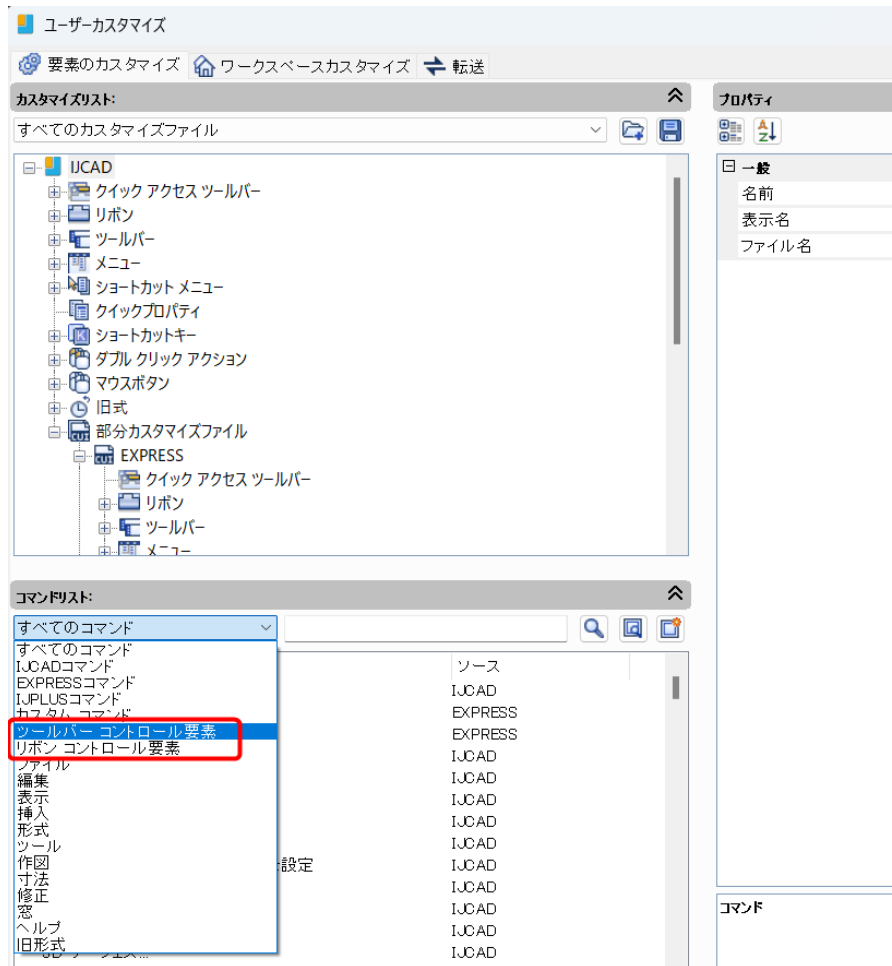 ユーザーカスタマイズ
要素のカスタマイズ ワークスペースカスタマイズ 転送
カスタマイズリスト:
すべてのカスタマイズファイル
IJCAD
クイック アクセス ツールバー
リボン
ツールバー
メニュー
ショートカット メニュー
クイックプロパティ
ショートカットキー
ダブル クリック アクション
マウスボタン
旧式
部分カスタマイズファイル
EXPRESS
クイック アクセス ツールバー
リボン
ツールバー
メニュー
プロパティ
一般
名前
表示名
ファイル名
コマンドリスト:
すべてのコマンド
すべてのコマンド
IJCADコマンド
EXPRESSコマンド
IJPLUSコマンド
カスタム コマンド
ツールバー コントロール要素
リボン コントロール要素
ファイル
編集
表示
挿入
形式
ツール
作図
寸法
修正
窓
ヘルプ
旧形式
設定
ソース
IJCAD
EXPRESS
EXPRESS
IJCAD
IJCAD
IJCAD
IJCAD
IJCAD
IJCAD
IJCAD
IJCAD
IJCAD
IJCAD
コマンド